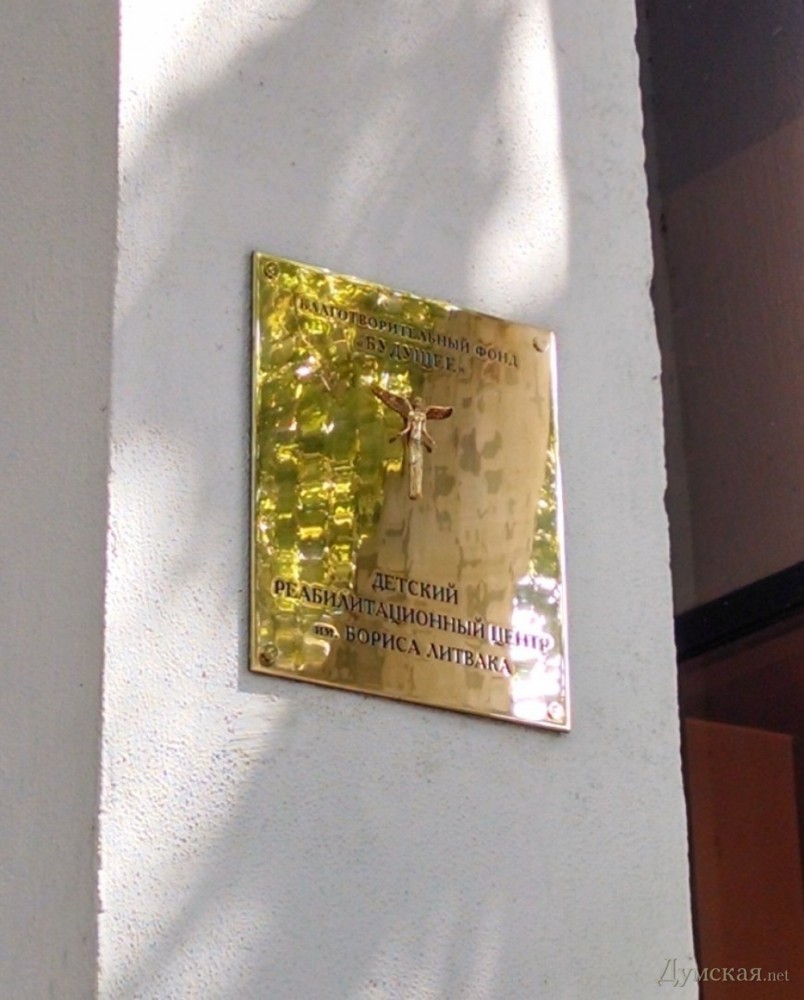 БЛАГОТВОРИТЕЛЬНЫЙ ФОНД
«БУДУЩЕЕ»
ДЕТСКИЙ
РЕАБИЛИТАЦИОННЫЙ ЦЕНТР
им. БОРИСА ЛИТВАКА
Думская.net